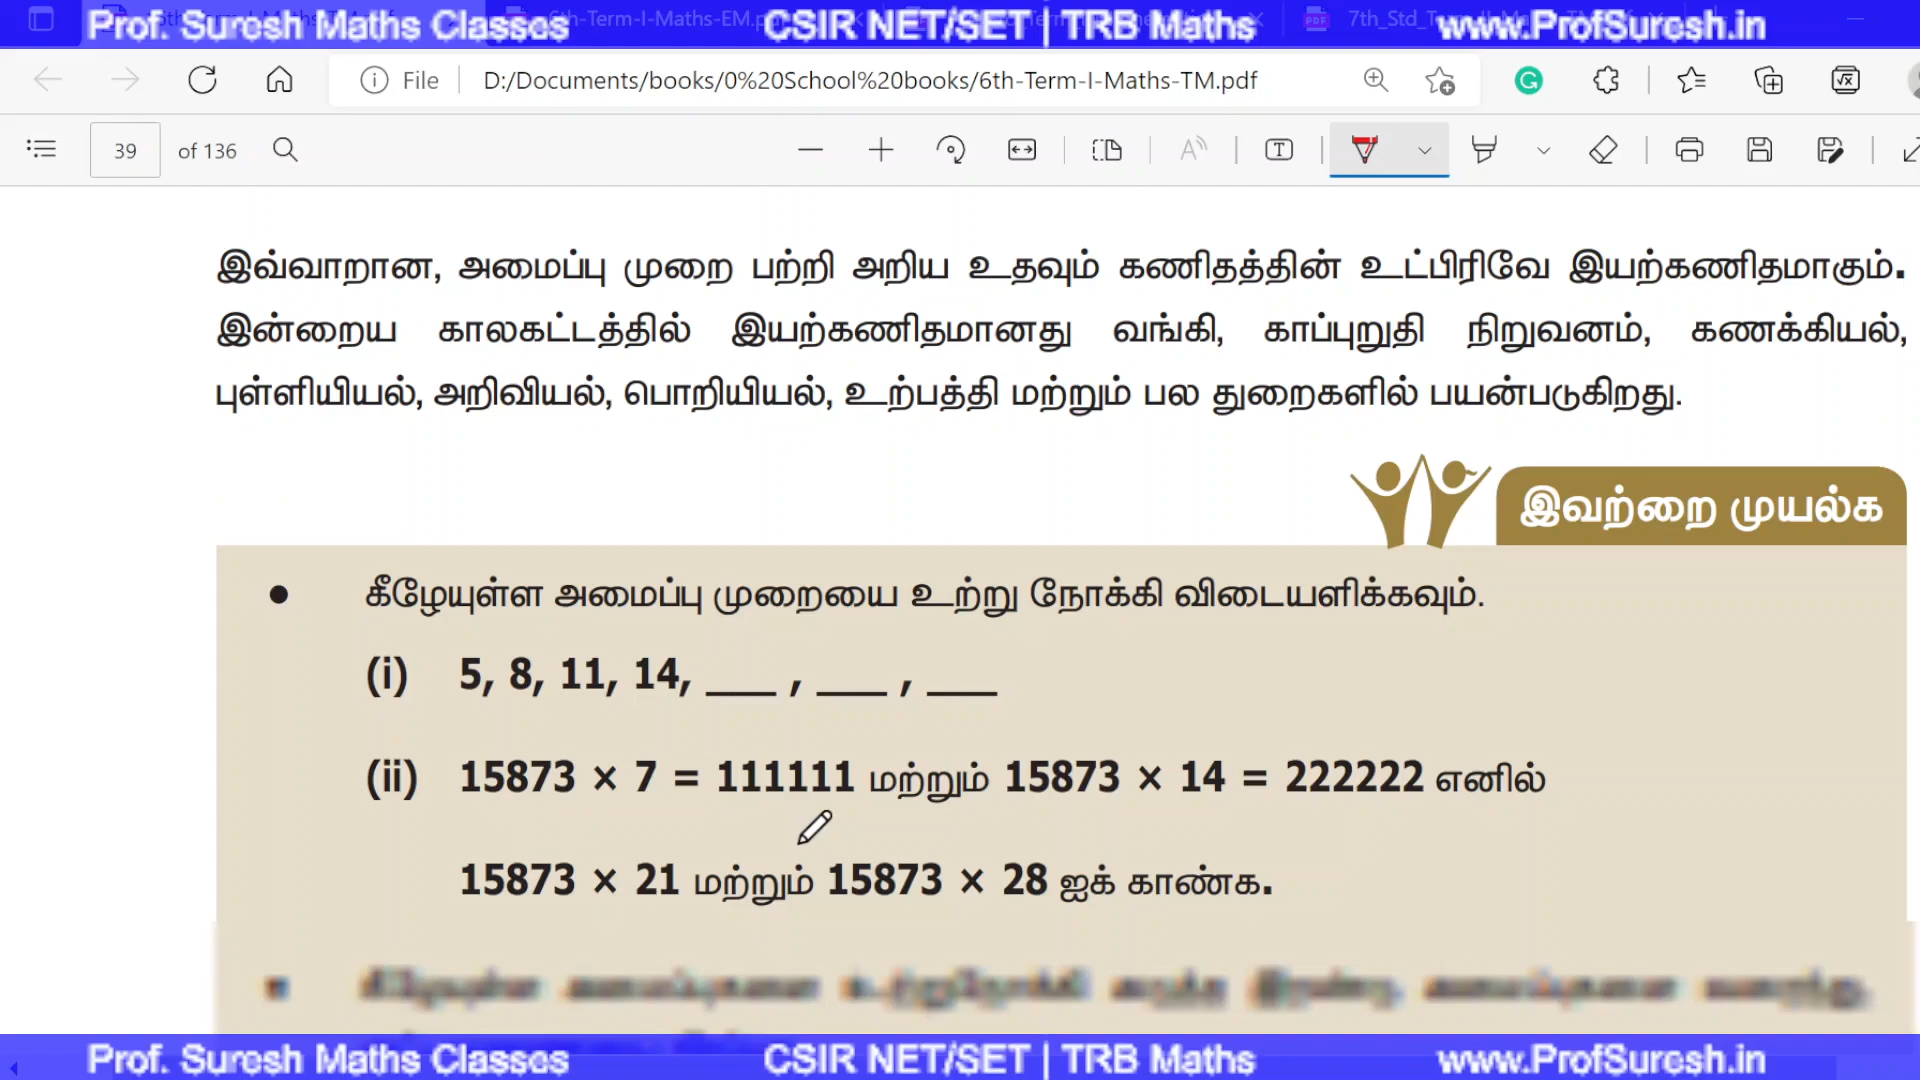 Prof. Suresh Maths Classes CSIR NET/SET | TRB Maths www.ProfSuresh.in
File D:/Documents/books/0%20School%20books/6th-Term-I-Maths-TM.pdf
39 of 136
இவ்வாறான, அமைப்பு முறை பற்றி அறிய உதவும் கணிதத்தின் உட்பிரிவே இயற்கணிதமாகும்.
இன்றைய காலகட்டத்தில் இயற்கணிதமானது வங்கி, காப்புறுதி நிறுவனம், கணக்கியல்,
புள்ளியியல், அறிவியல், பொறியியல், உற்பத்தி மற்றும் பல துறைகளில் பயன்படுகிறது.
இவற்றை முயல்க
● கீழேயுள்ள அமைப்பு முறையை உற்று நோக்கி விடையளிக்கவும்.
(i) 5, 8, 11, 14, ___ , ___ , ___
(ii) 15873 × 7 = 111111 மற்றும் 15873 × 14 = 222222 எனில்
15873 × 21 மற்றும் 15873 × 28 ஐக் காண்க.
Prof. Suresh Maths Classes CSIR NET/SET | TRB Maths www.ProfSuresh.in